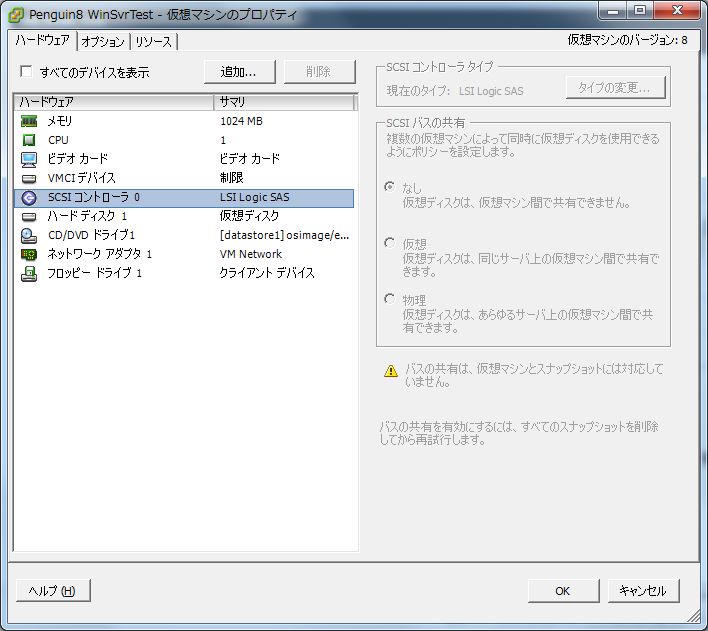 Penguin8 WinSvrTest - 仮想マシンのプロパティ
ハードウェア オプション リソース
仮想マシンのバージョン: 8
すべてのデバイスを表示
追加...
削除
ハードウェア サマリ
メモリ 1024 MB
CPU 1
ビデオ カード ビデオ カード
VMCI デバイス 制限
SCSI コントローラ 0 LSI Logic SAS
ハード ディスク 1 仮想ディスク
CD/DVD ドライブ1 [datastore1] osimage/e...
ネットワーク アダプタ 1 VM Network
フロッピー ドライブ 1 クライアント デバイス
SCSI コントローラ タイプ
現在のタイプ: LSI Logic SAS
タイプの変更...
SCSI バスの共有
複数の仮想マシンによって同時に仮想ディスクを使用できる
ようにポリシーを設定します。
なし
仮想ディスクは、仮想マシン間で共有できません。
仮想
仮想ディスクは、同じサーバ上の仮想マシン間で共有で
きます。
物理
仮想ディスクは、あらゆるサーバ上の仮想マシン間で共
有できます。
バスの共有は、仮想マシンとスナップショットには対応して
いません。
バスの共有を有効にするには、すべてのスナップショットを削除
してから再試行します。
ヘルプ (H)
OK
キャンセル